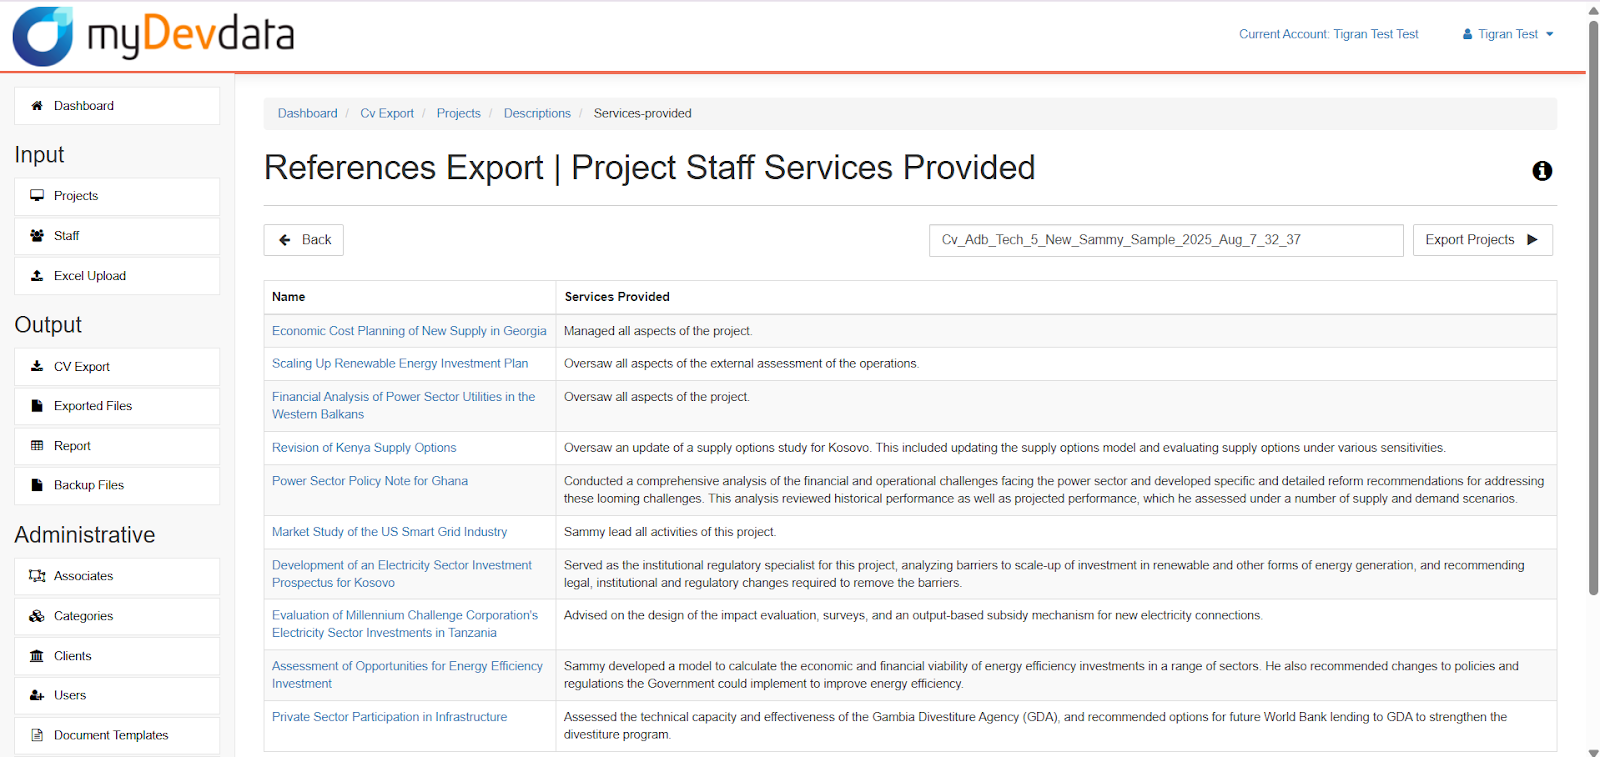 myDevdata
Current Account: Tigran Test Test
Tigran Test
Dashboard
Input
Projects
Staff
Excel Upload
Output
CV Export
Exported Files
Report
Backup Files
Administrative
Associates
Categories
Clients
Users
Document Templates
Dashboard / Cv Export / Projects / Descriptions / Services-provided
References Export | Project Staff Services Provided
Back
Cv_Adb_Tech_5_New_Sammy_Sample_2025_Aug_7_32_37
Export Projects
Name
Services Provided
Economic Cost Planning of New Supply in Georgia
Managed all aspects of the project.
Scaling Up Renewable Energy Investment Plan
Oversaw all aspects of the external assessment of the operations.
Financial Analysis of Power Sector Utilities in the
Western Balkans
Oversaw all aspects of the project.
Revision of Kenya Supply Options
Oversaw an update of a supply options study for Kosovo. This included updating the supply options model and evaluating supply options under various sensitivities.
Power Sector Policy Note for Ghana
Conducted a comprehensive analysis of the financial and operational challenges facing the power sector and developed specific and detailed reform recommendations for addressing
these looming challenges. This analysis reviewed historical performance as well as projected performance, which he assessed under a number of supply and demand scenarios.
Market Study of the US Smart Grid Industry
Sammy lead all activities of this project.
Development of an Electricity Sector Investment
Prospectus for Kosovo
Served as the institutional regulatory specialist for this project, analyzing barriers to scale-up of investment in renewable and other forms of energy generation, and recommending
legal, institutional and regulatory changes required to remove the barriers.
Evaluation of Millennium Challenge Corporation's
Electricity Sector Investments in Tanzania
Advised on the design of the impact evaluation, surveys, and an output-based subsidy mechanism for new electricity connections.
Assessment of Opportunities for Energy Efficiency
Investment
Sammy developed a model to calculate the economic and financial viability of energy efficiency investments in a range of sectors. He also recommended changes to policies and
regulations the Government could implement to improve energy efficiency.
Private Sector Participation in Infrastructure
Assessed the technical capacity and effectiveness of the Gambia Divestiture Agency (GDA), and recommended options for future World Bank lending to GDA to strengthen the
divestiture program.